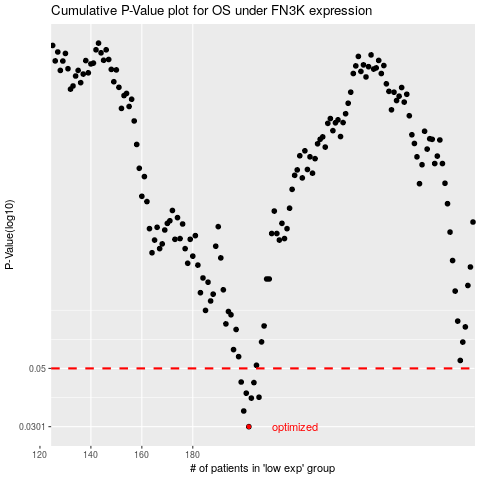 Cumulative P-Value plot for OS under FN3K expression
P-Value(log10)
0.05
0.0301
optimized
120 140 160 180
# of patients in 'low exp' group